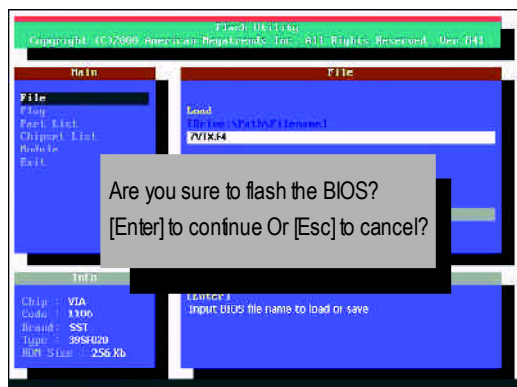 Flash Utility
Copyright (C)2000 American Megatrends Inc. All Rights Reserved. Ver.
Main
File
File
Flag
Part List
Chipset List
Module
Exit
Load
[Drive:$Path$Filename]
7VTX.F4
Are you sure to flash the BIOS?
[Enter] to continue Or [Esc] to cancel?
Info
Chip : VIA
Code : 1106
Brand: SST
Type : 39SF020
ROM Size : 256 Kb
[Enter]
Input BIOS file name to load or save